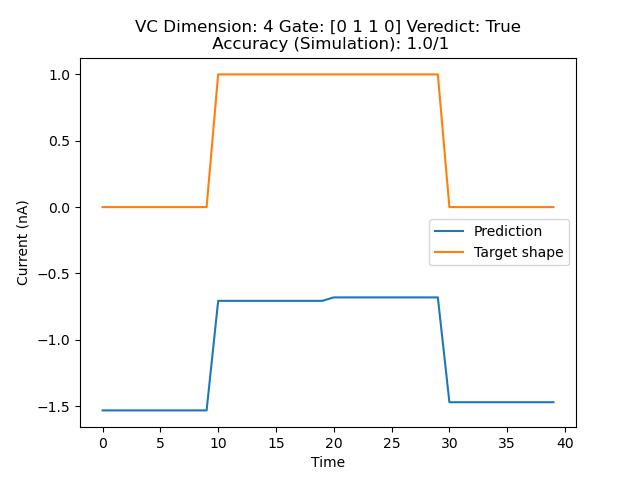 VC Dimension: 4 Gate: [0 1 1 0] Veredict: True
Accuracy (Simulation): 1.0/1
1.0
0.5
0.0
−0.5
−1.0
−1.5
Current (nA)
Prediction
Target shape
0 5 10 15 20 25 30 35 40
Time